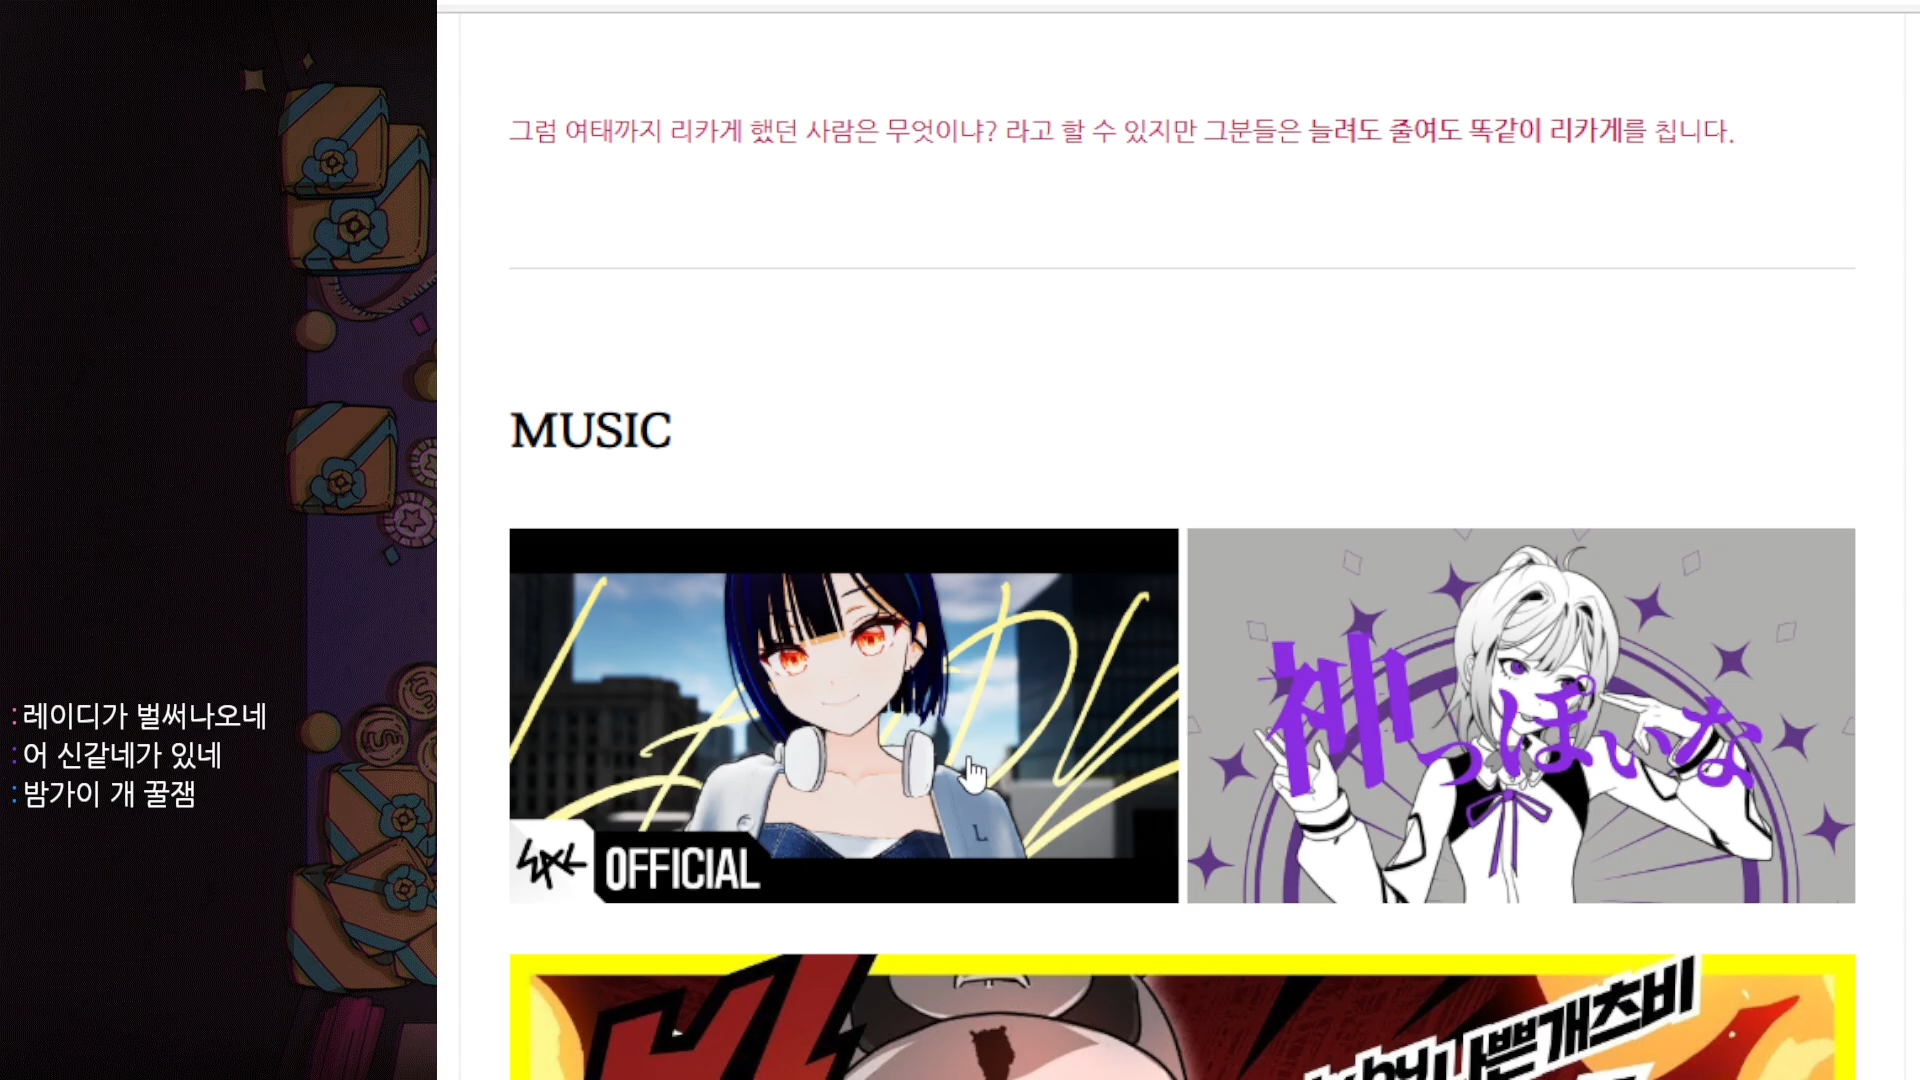 그럼 여태까지 리카게 했던 사람은 무엇이냐? 라고 할 수 있지만 그분들은 늘려도 줄여도 똑같이 리카게를 칩니다.
MUSIC
神っぽいな
L
OFFICIAL
나쁜개츠비
:레이디가 벌써나오네
:어 신같네가 있네
:밤가이 개 꿀잼